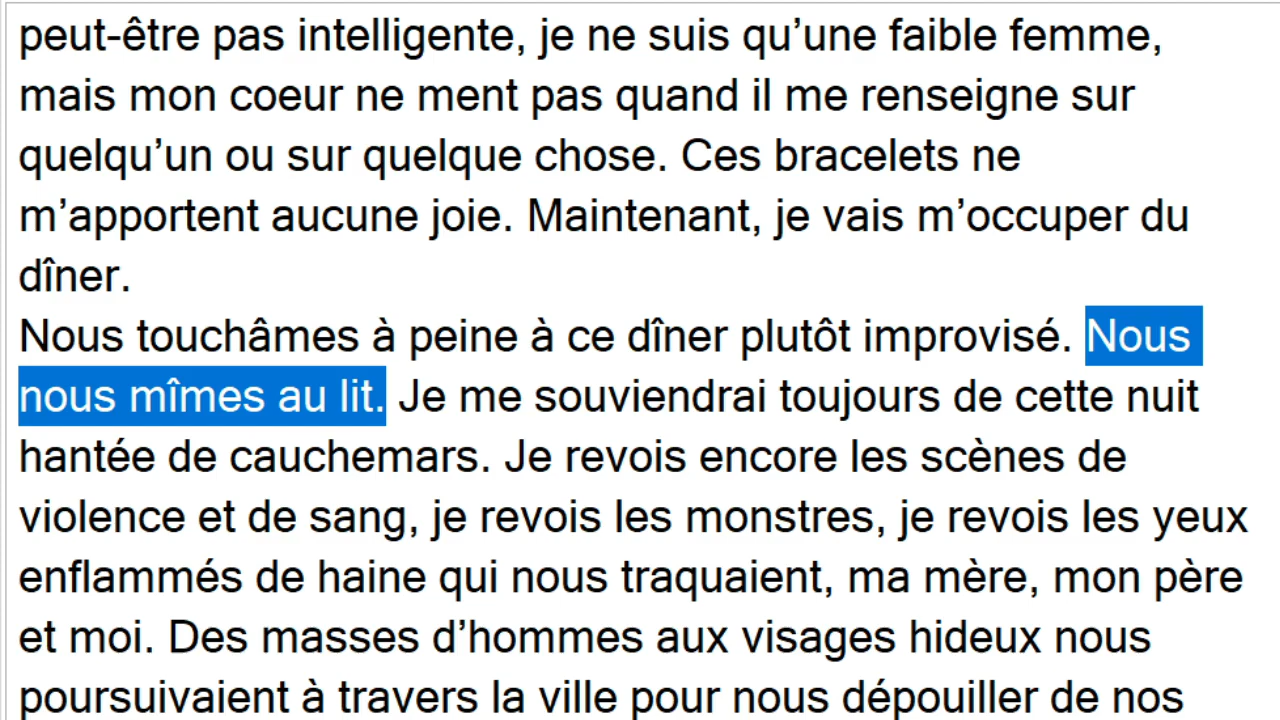 peut-être pas intelligente, je ne suis qu’une faible femme,
mais mon coeur ne ment pas quand il me renseigne sur
quelqu’un ou sur quelque chose. Ces bracelets ne
m’apportent aucune joie. Maintenant, je vais m’occuper du
dîner.
Nous touchâmes à peine à ce dîner plutôt improvisé. Nous
nous mîmes au lit. Je me souviendrai toujours de cette nuit
hantée de cauchemars. Je revois encore les scènes de
violence et de sang, je revois les monstres, je revois les yeux
enflammés de haine qui nous traquaient, ma mère, mon père
et moi. Des masses d’hommes aux visages hideux nous
poursuivaient à travers la ville pour nous dépouiller de nos